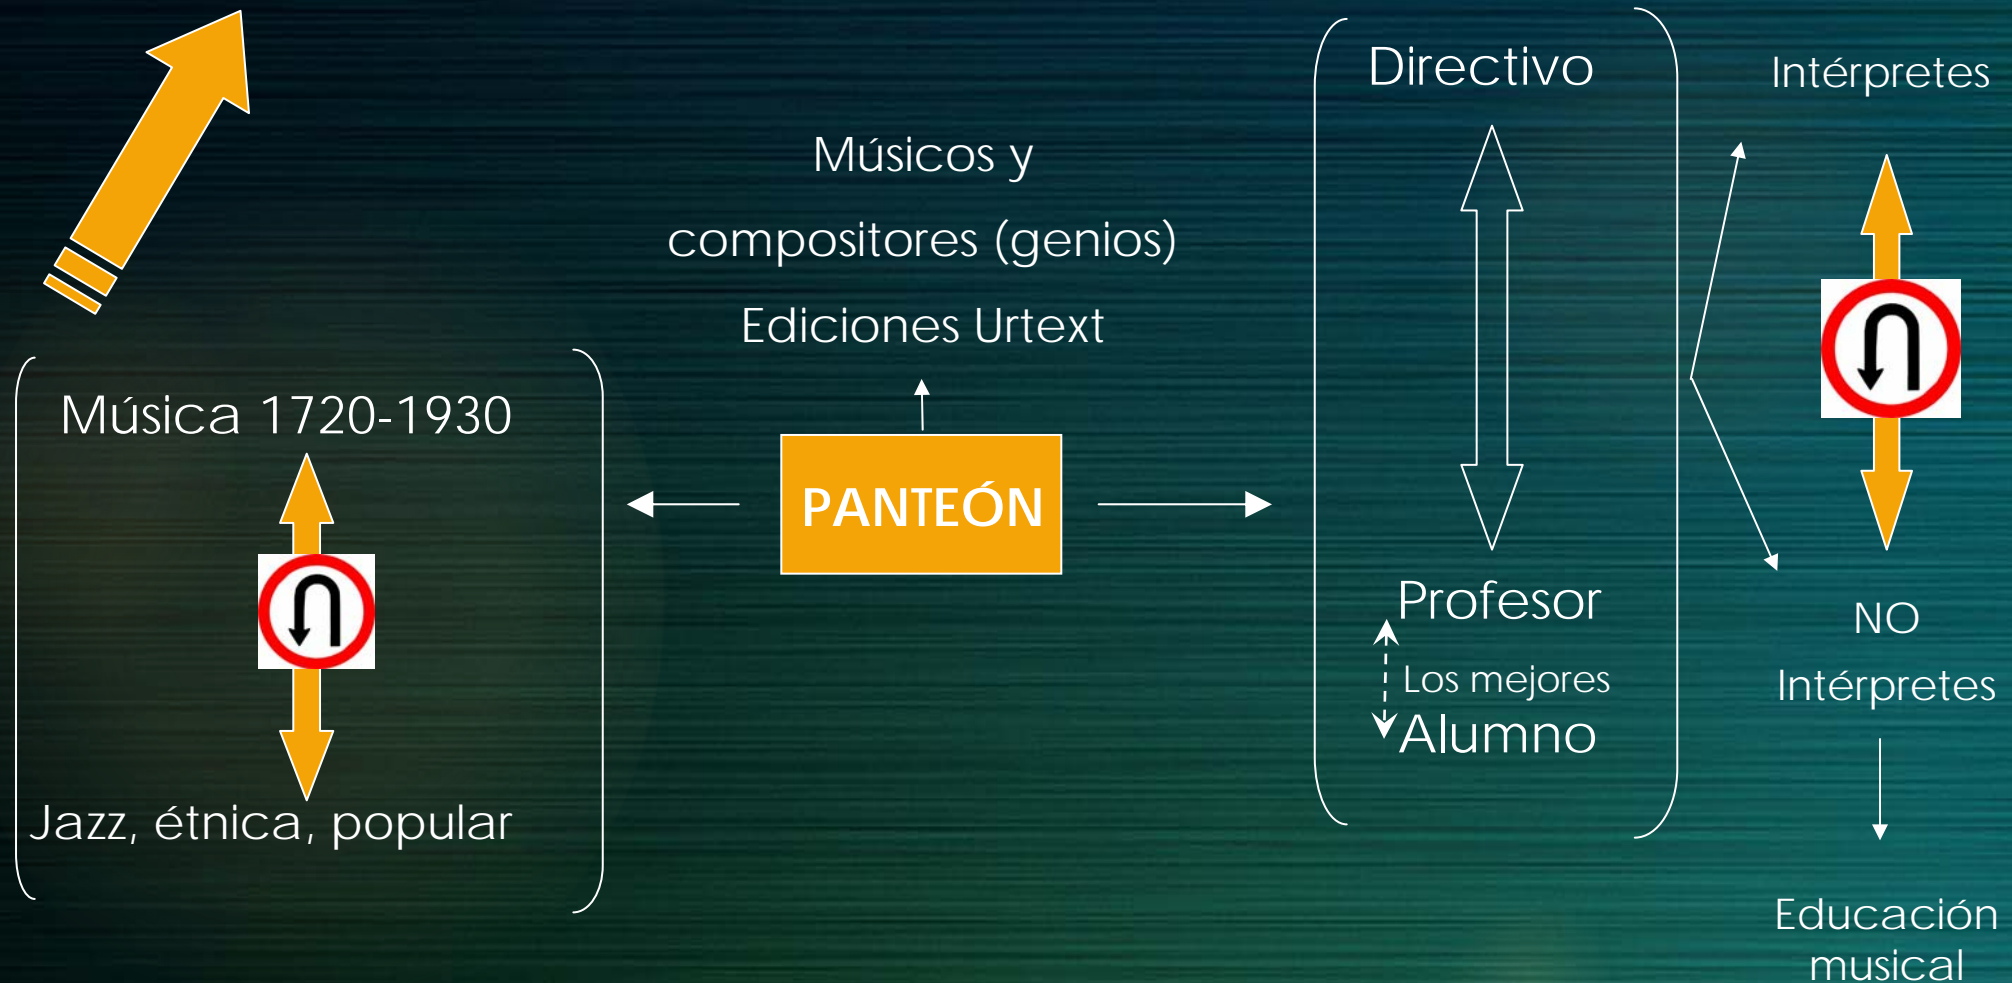 Músicos y
compositores (genios)
Ediciones Urtext
Música 1720-1930
Jazz, étnica, popular
PANTEÓN
Directivo
Profesor
Los mejores
Alumno
Intérpretes
NO
Intérpretes
Educación
musical